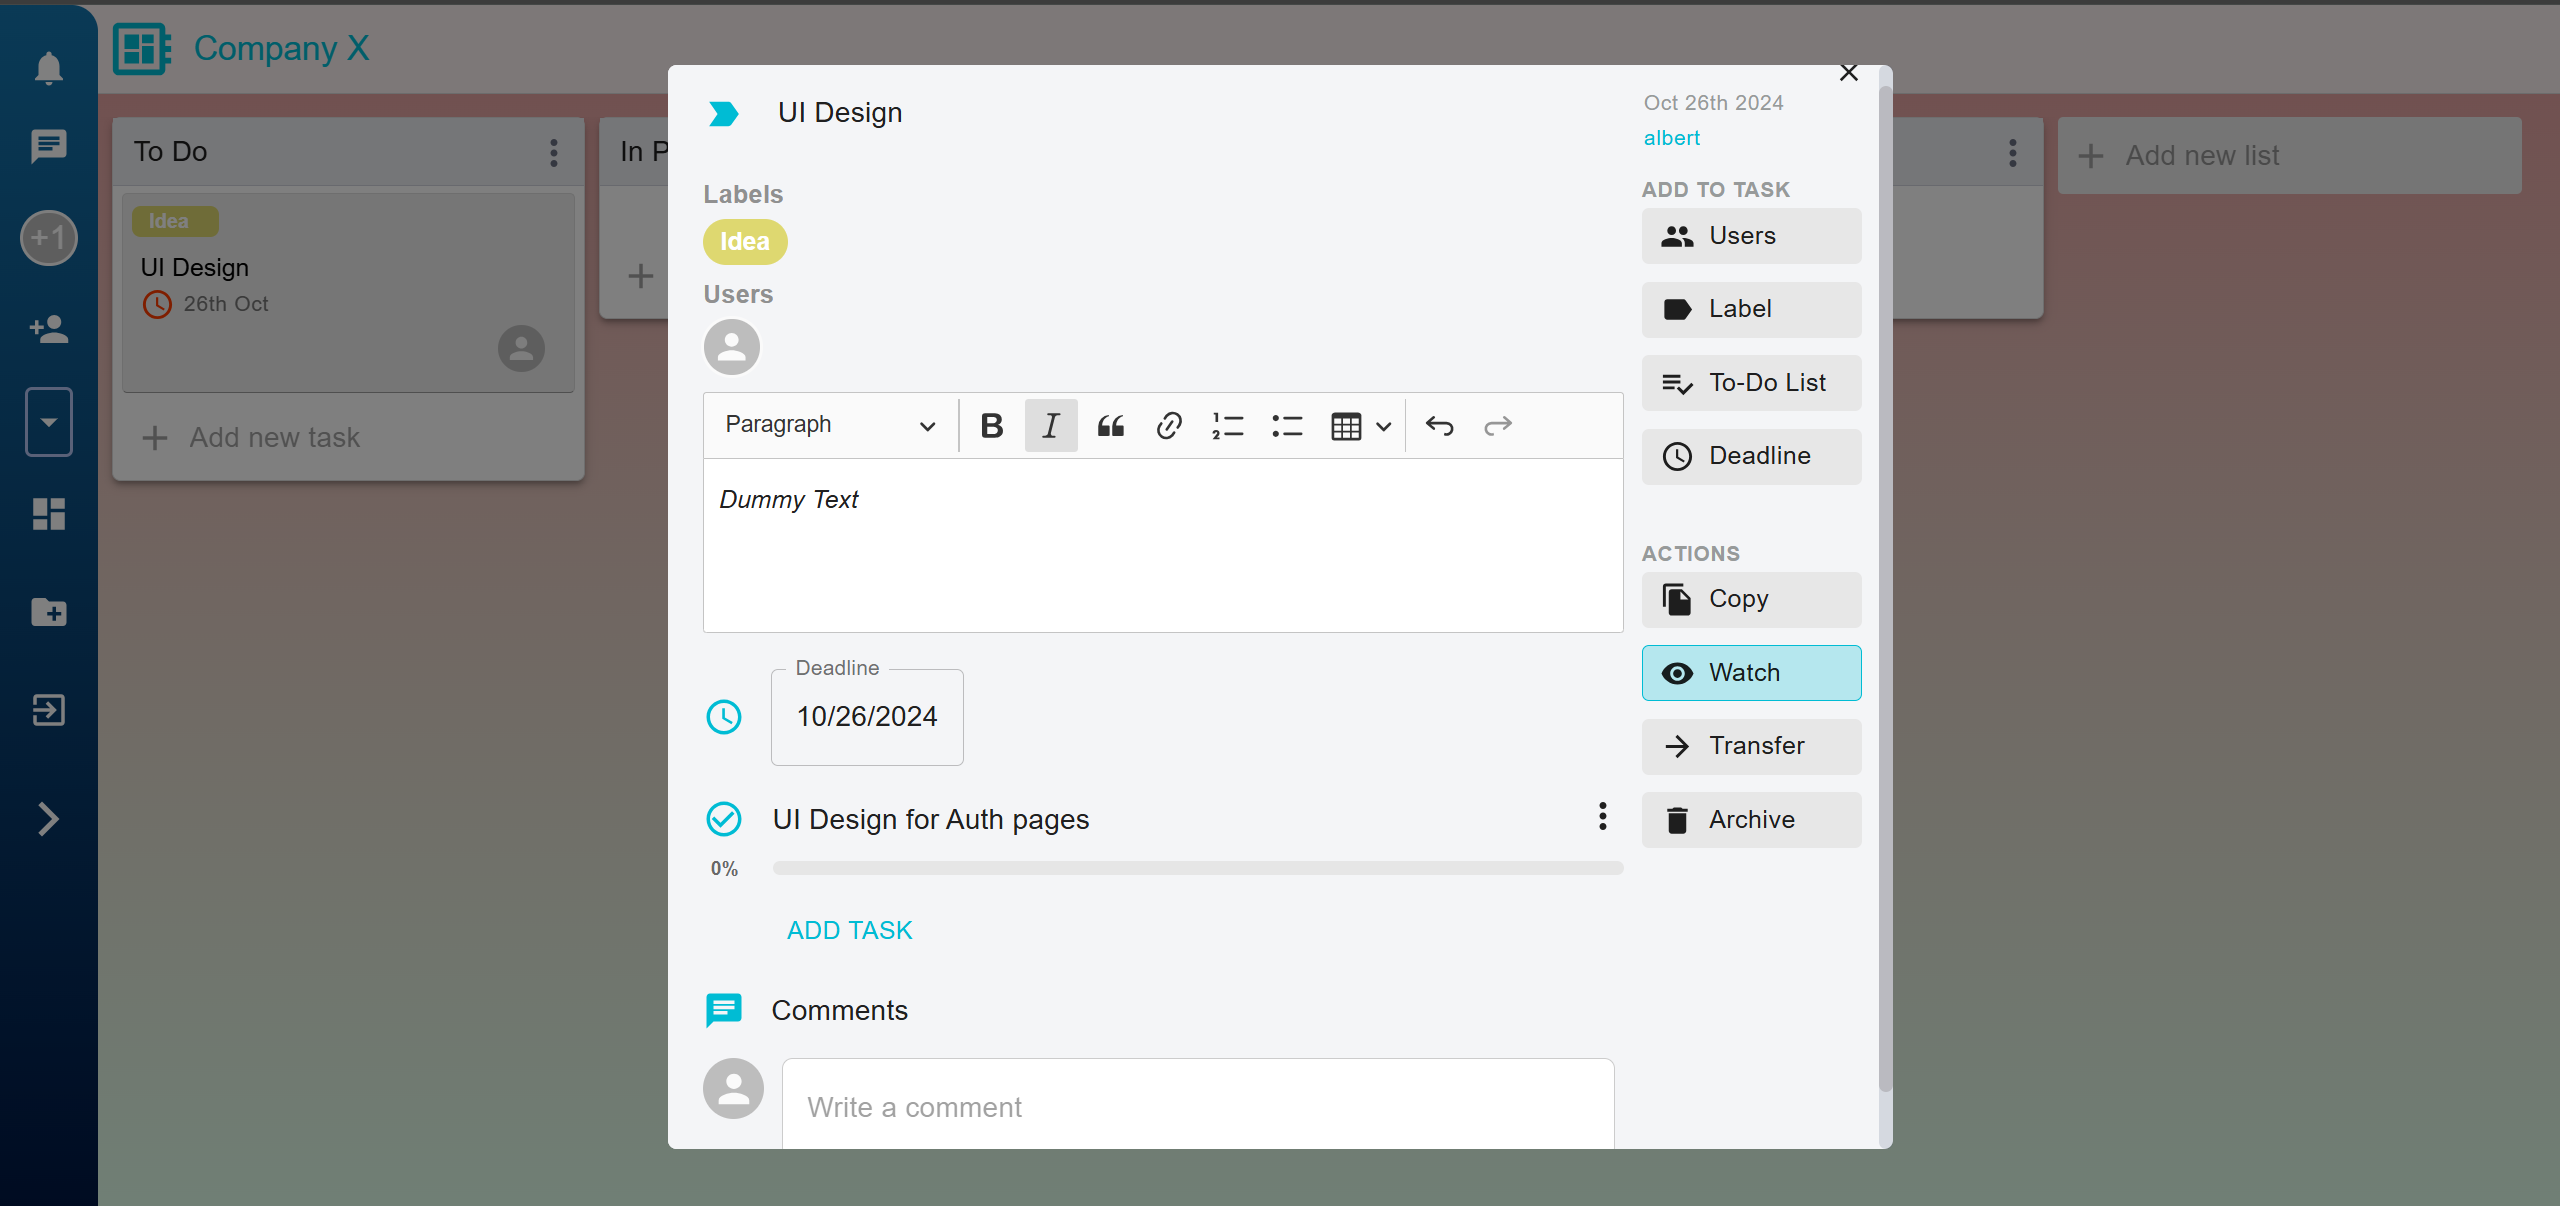 Company X
+1
To Do
Idea
UI Design
26th Oct
Add new task
In P
Add new list
UI Design
Oct 26th 2024
albert
Labels
Idea
Users
Paragraph
Dummy Text
Deadline
10/26/2024
UI Design for Auth pages
0%
ADD TASK
Comments
Write a comment
ADD TO TASK
Users
Label
To-Do List
Deadline
ACTIONS
Copy
Watch
Transfer
Archive